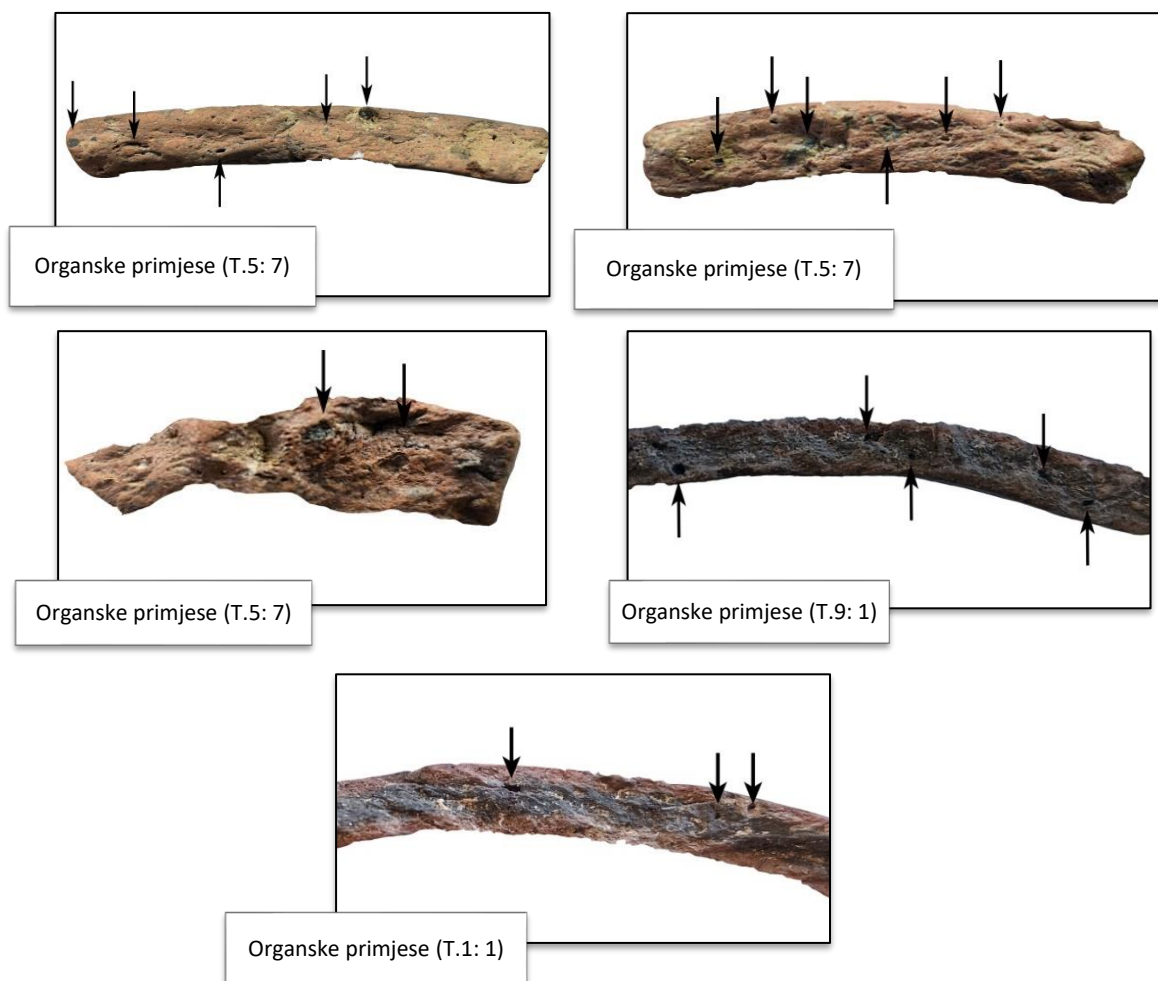 Organske primjese (T.5: 7)
Organske primjese (T.5: 7)
Organske primjese (T.5: 7)
Organske primjese (T.9: 1)
Organske primjese (T.1: 1)